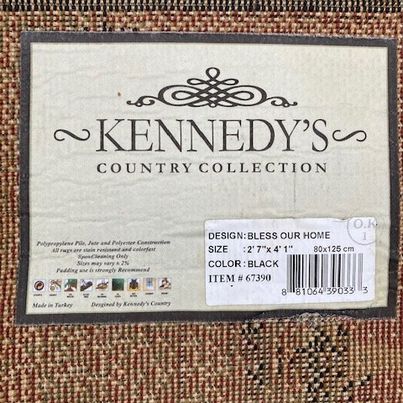 KENNEDY'S
COUNTRY COLLECTION
DESIGN: BLESS OUR HOME
SIZE : 2' 7"x 4' 1" 80x125 cm
COLOR: BLACK
ITEM # 67390
8 81064 39033 3
O.K.
1
Polypropylene Pile, Jute and Polyester Construction
All rugs are stain resistant and colorfast
SpotCleaning Only
Sizes may vary ± 2%
Padding use is strongly Recommend
Made in Turkey Desgined by Kennedy's Country